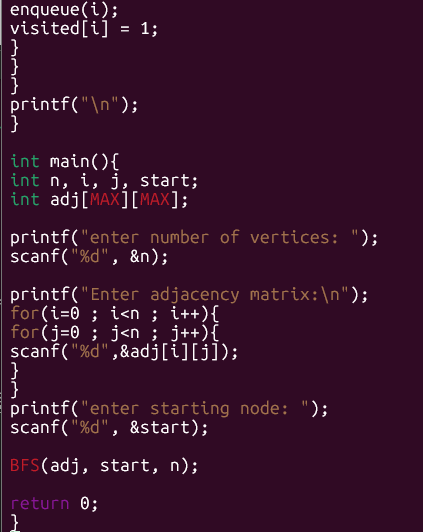 enqueue(i);
visited[i] = 1;
}
}
}
printf("\n");
}

int main(){
int n, i, j, start;
int adj[MAX][MAX];

printf("enter number of vertices: ");
scanf("%d", &n);

printf("Enter adjacency matrix:\n");
for(i=0 ; i<n ; i++){
for(j=0 ; j<n ; j++){
scanf("%d",&adj[i][j]);
}
}
printf("enter starting node: ");
scanf("%d", &start);

BFS(adj, start, n);

return 0;
}